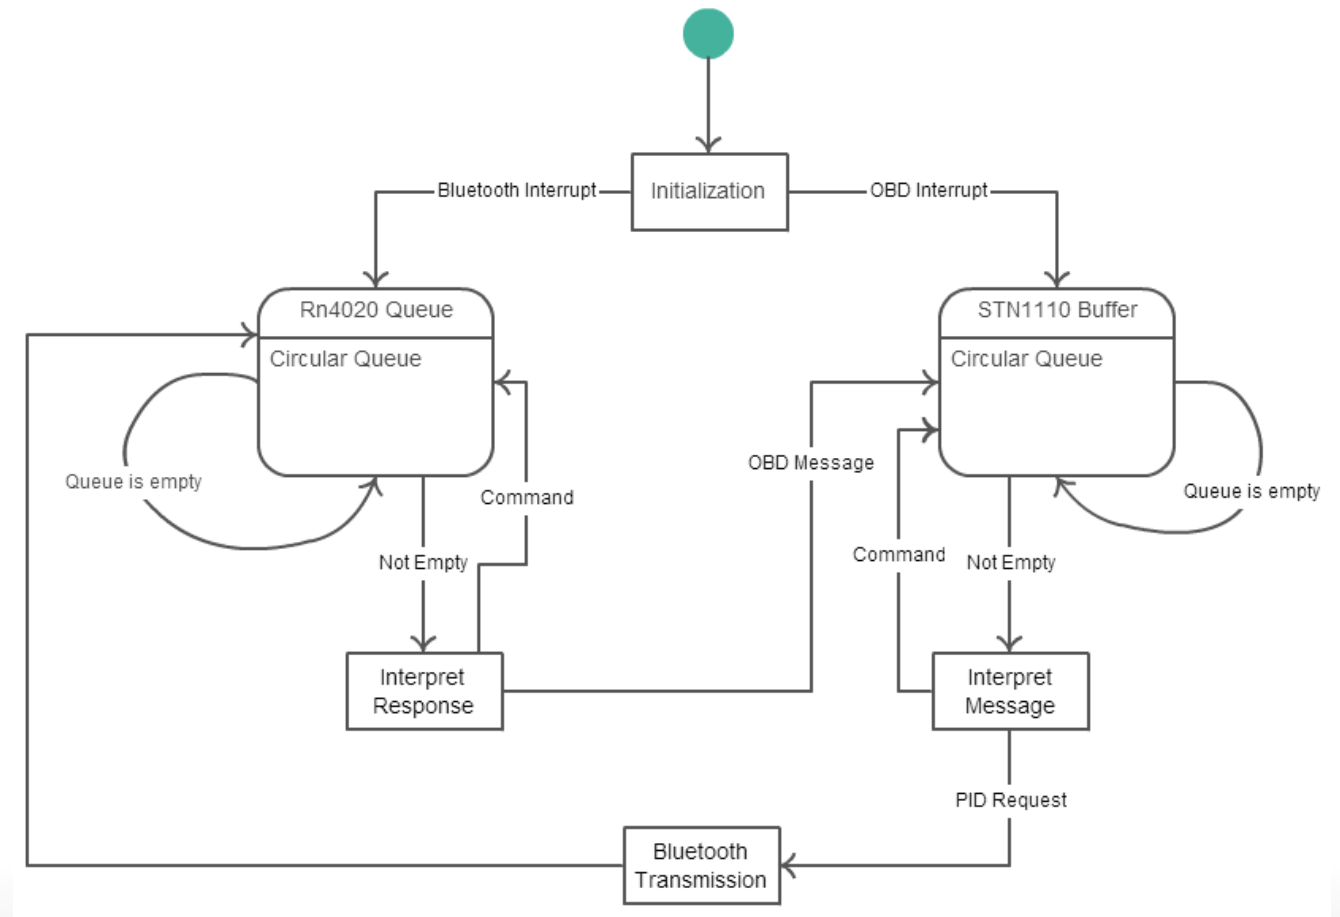 Bluetooth Interrupt
Initialization
OBD Interrupt
Rn4020 Queue
Circular Queue
STN1110 Buffer
Circular Queue
Queue is empty
Command
OBD Message
Queue is empty
Not Empty
Command
Not Empty
Interpret
Response
Interpret
Message
PID Request
Bluetooth
Transmission